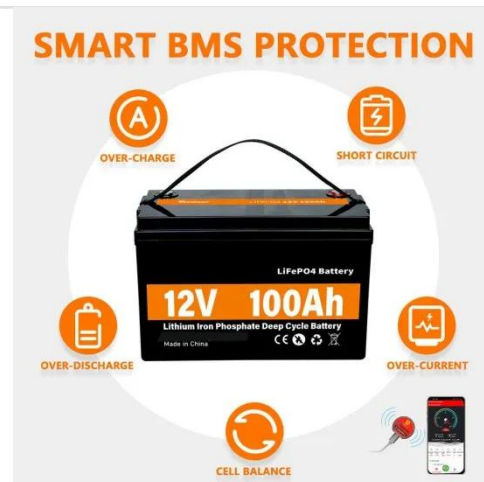 SMART BMS PROTECTION
OVER-CHARGE
SHORT CIRCUIT
LiFePO4 Battery
12V 100Ah
Lithium Iron Phosphate Deep Cycle Battery
Made in China
CE
OVER-DISCHARGE
OVER-CURRENT
CELL BALANCE